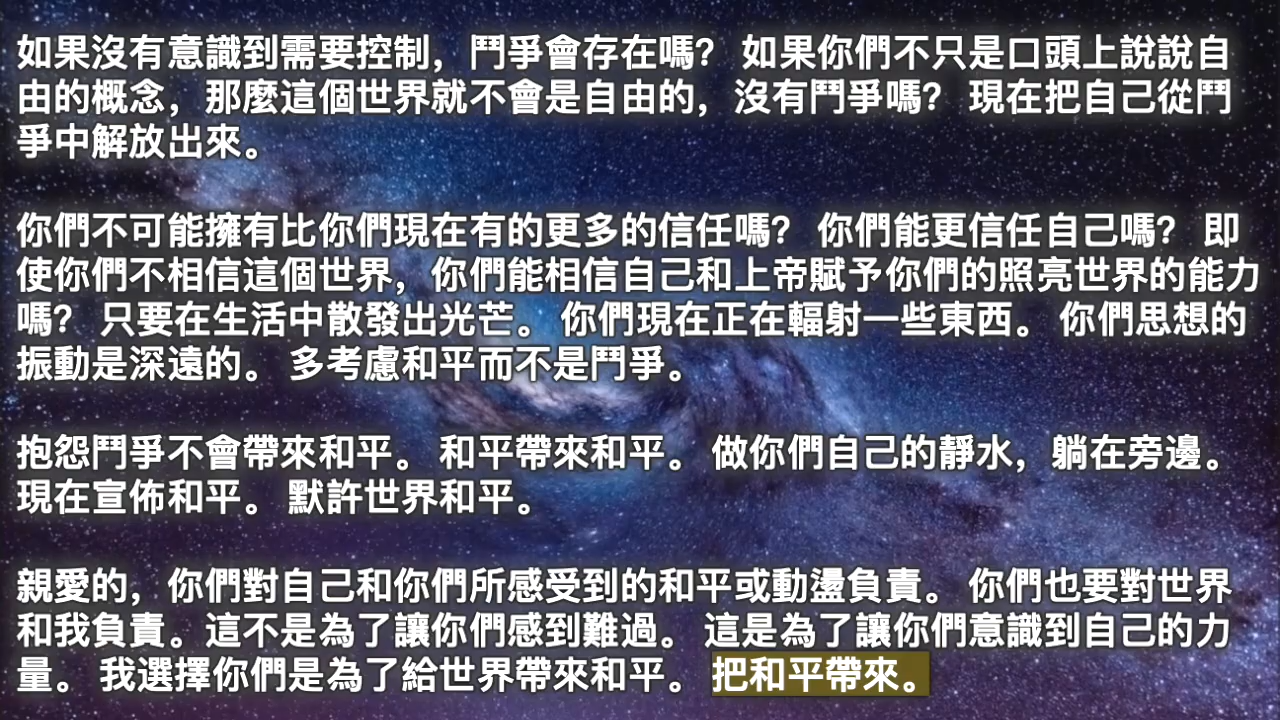 如果沒有意識到需要控制，鬥爭會存在嗎？ 如果你們不只是口頭上說說自
由的概念，那麼這個世界就不會是自由的，沒有鬥爭嗎？ 現在把自己從鬥
爭中解放出來。
你們不可能擁有比你們現在有的更多的信任嗎？ 你們能更信任自己嗎？ 即
使你們不相信這個世界，你們能相信自己和上帝賦予你們的照亮世界的能力
嗎？ 只要在生活中散發出光芒。 你們現在正在輻射一些東西。 你們思想的
振動是深遠的。 多考慮和平而不是鬥爭。
抱怨鬥爭不會帶來和平。 和平帶來和平。 做你們自己的靜水，躺在旁邊。
現在宣佈和平。 默許世界和平。
親愛的，你們對自己和你們所感受到的和平或動盪負責。 你們也要對世界
和我負責。這不是為了讓你們感到難過。 這是為了讓你們意識到自己的力
量。 我選擇你們是為了給世界帶來和平。 把和平帶來。